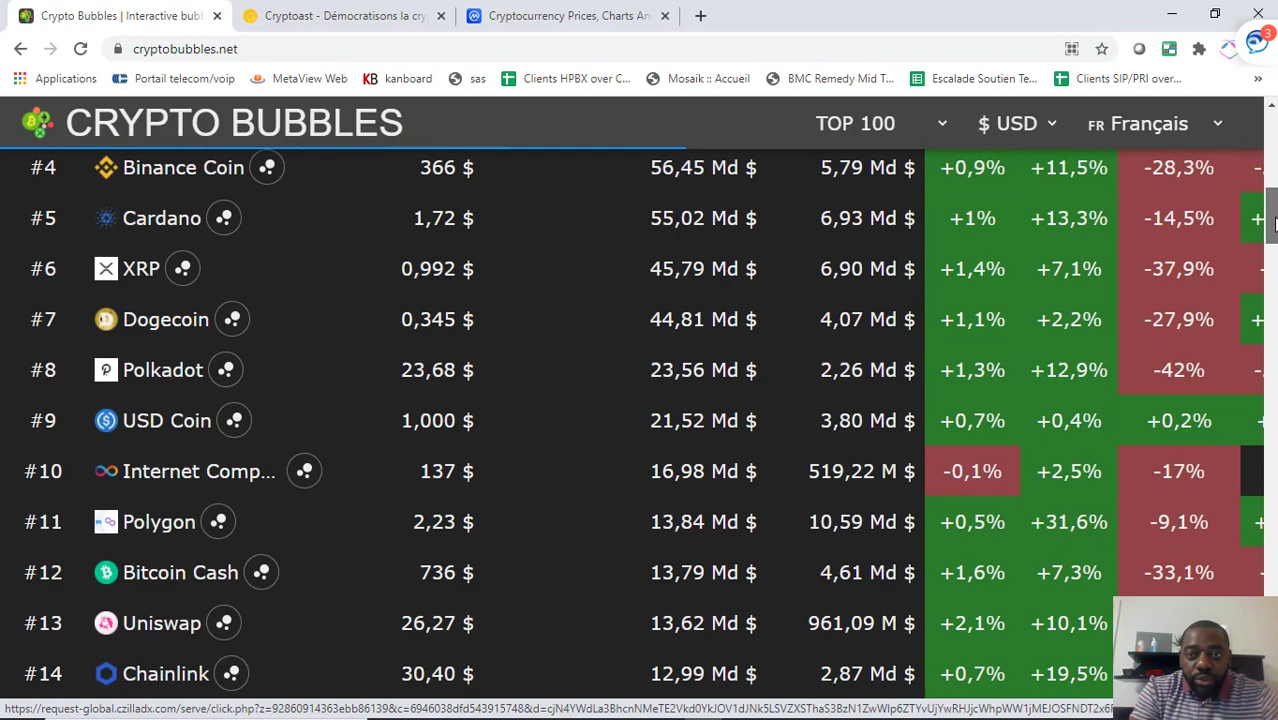 Crypto Bubbles | Interactive bubb
Cryptoast - Démocratisons la cry
Cryptocurrency Prices, Charts An
cryptobubbles.net
3
Applications
Portail telecom/voip
MetaView Web
KB kanboard
sas
Clients HPBX over C...
Mosaik :: Accueil
BMC Remedy Mid T...
Escalade Soutien Te...
Clients SIP/PRI over...
»
CRYPTO BUBBLES TOP 100 $ USD FR Français
#4 Binance Coin 366 $ 56,45 Md $ 5,79 Md $ +0,9% +11,5% -28,3% -
#5 Cardano 1,72 $ 55,02 Md $ 6,93 Md $ +1% +13,3% -14,5% +
#6 XRP 0,992 $ 45,79 Md $ 6,90 Md $ +1,4% +7,1% -37,9% -
#7 Dogecoin 0,345 $ 44,81 Md $ 4,07 Md $ +1,1% +2,2% -27,9% +
#8 Polkadot 23,68 $ 23,56 Md $ 2,26 Md $ +1,3% +12,9% -42% -
#9 USD Coin 1,000 $ 21,52 Md $ 3,80 Md $ +0,7% +0,4% +0,2% +
#10 Internet Comp... 137 $ 16,98 Md $ 519,22 M $ -0,1% +2,5% -17%
#11 Polygon 2,23 $ 13,84 Md $ 10,59 Md $ +0,5% +31,6% -9,1% +
#12 Bitcoin Cash 736 $ 13,79 Md $ 4,61 Md $ +1,6% +7,3% -33,1% -
#13 Uniswap 26,27 $ 13,62 Md $ 961,09 M $ +2,1% +10,1%
#14 Chainlink 30,40 $ 12,99 Md $ 2,87 Md $ +0,7% +19,5%